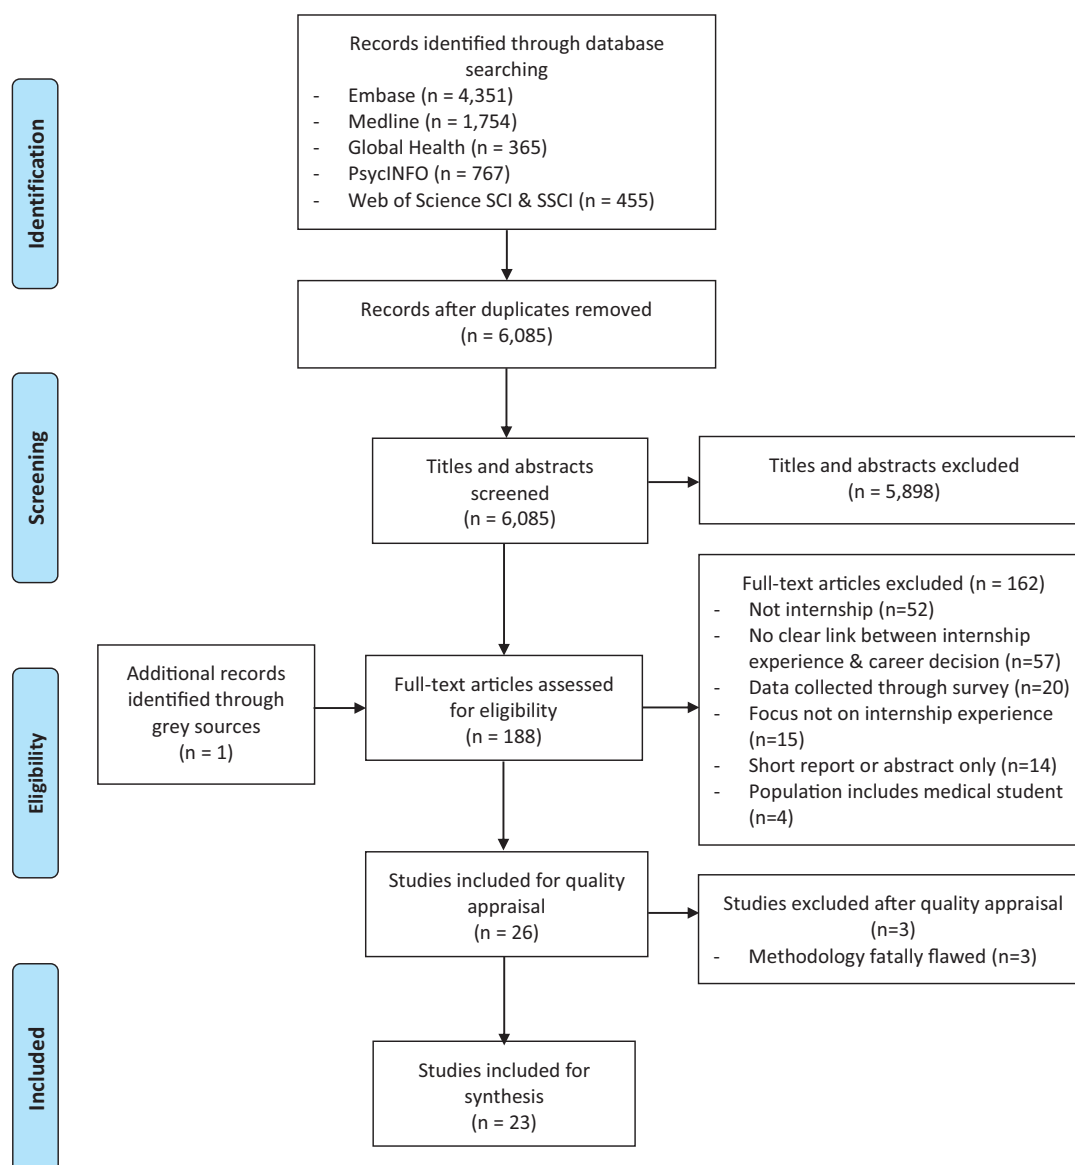 Identification
Records identified through database
searching
- Embase (n = 4,351)
- Medline (n = 1,754)
- Global Health (n = 365)
- PsycINFO (n = 767)
- Web of Science SCI & SSCI (n = 455)
Records after duplicates removed
(n = 6,085)
Screening
Titles and abstracts
screened
(n = 6,085)
Titles and abstracts excluded
(n = 5,898)
Eligibility
Additional records
identified through
grey sources
(n = 1)
Full-text articles assessed
for eligibility
(n = 188)
Full-text articles excluded (n = 162)
- Not internship (n=52)
- No clear link between internship
experience & career decision (n=57)
- Data collected through survey (n=20)
- Focus not on internship experience
(n=15)
- Short report or abstract only (n=14)
- Population includes medical student
(n=4)
Studies included for quality
appraisal
(n = 26)
Studies excluded after quality appraisal
(n=3)
- Methodology fatally flawed (n=3)
Included
Studies included for
synthesis
(n = 23)